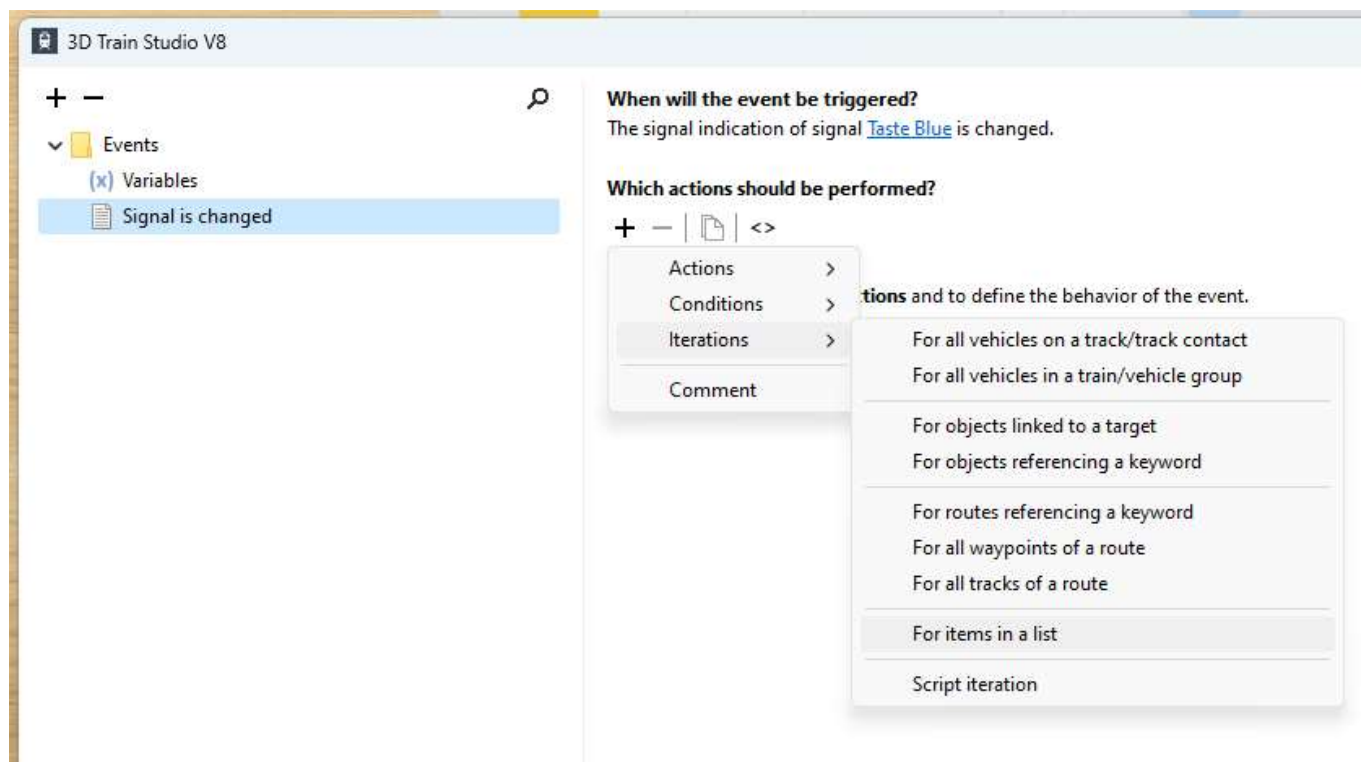 3D Train Studio V8
Events
(x) Variables
Signal is changed
When will the event be triggered?
The signal indication of signal Taste Blue is changed.
Which actions should be performed?
<>
Actions
Conditions
Iterations
Comment
tions and to define the behavior of the event.
For all vehicles on a track/track contact
For all vehicles in a train/vehicle group
For objects linked to a target
For objects referencing a keyword
For routes referencing a keyword
For all waypoints of a route
For all tracks of a route
For items in a list
Script iteration